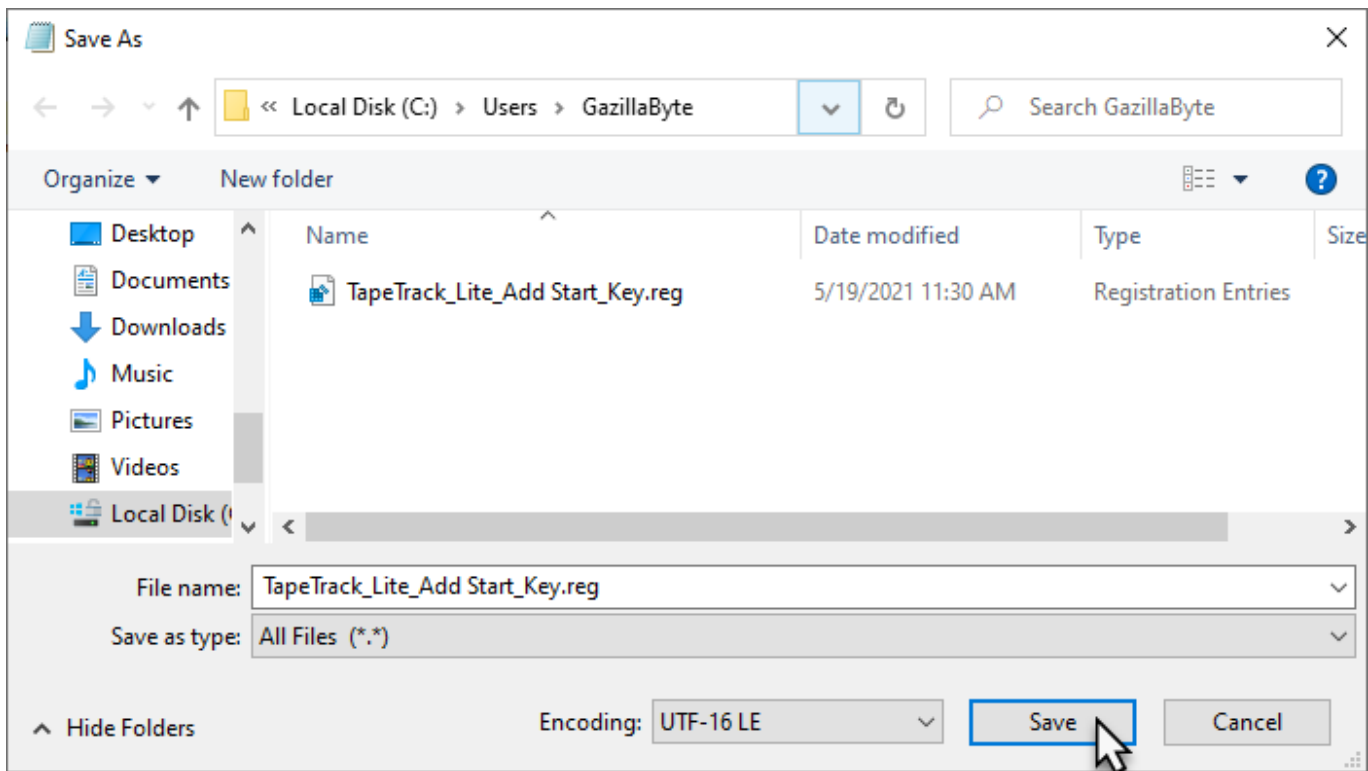 Save As
« Local Disk (C:) > Users > GazillaByte
Search GazillaByte
Organize
New folder
?
Name
Date modified
Type
Size
Desktop
Documents
Downloads
Music
Pictures
Videos
Local Disk (
TapeTrack_Lite_Add Start_Key.reg
5/19/2021 11:30 AM
Registration Entries
File name: TapeTrack_Lite_Add Start_Key.reg
Save as type: All Files (*.*)
Hide Folders
Encoding: UTF-16 LE
Save
Cancel